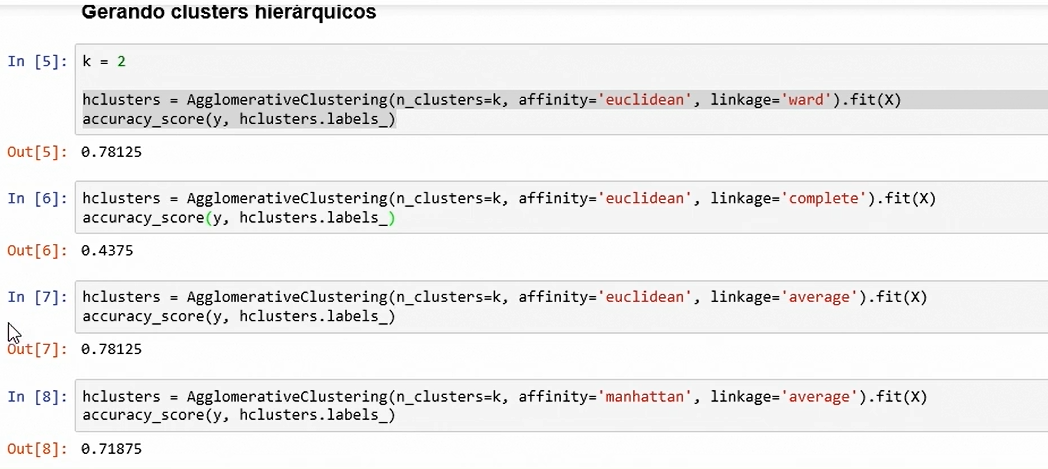 Gerando clusters hierárquicos
In [5]: k = 2
hclusters = AgglomerativeClustering(n_clusters=k, affinity='euclidean', linkage='ward').fit(X)
accuracy_score(y, hclusters.labels_)
Out[5]: 0.78125
In [6]: hclusters = AgglomerativeClustering(n_clusters=k, affinity='euclidean', linkage='complete').fit(X)
accuracy_score(y, hclusters.labels_)
Out[6]: 0.4375
In [7]: hclusters = AgglomerativeClustering(n_clusters=k, affinity='euclidean', linkage='average').fit(X)
accuracy_score(y, hclusters.labels_)
Out[7]: 0.78125
In [8]: hclusters = AgglomerativeClustering(n_clusters=k, affinity='manhattan', linkage='average').fit(X)
accuracy_score(y, hclusters.labels_)
Out[8]: 0.71875